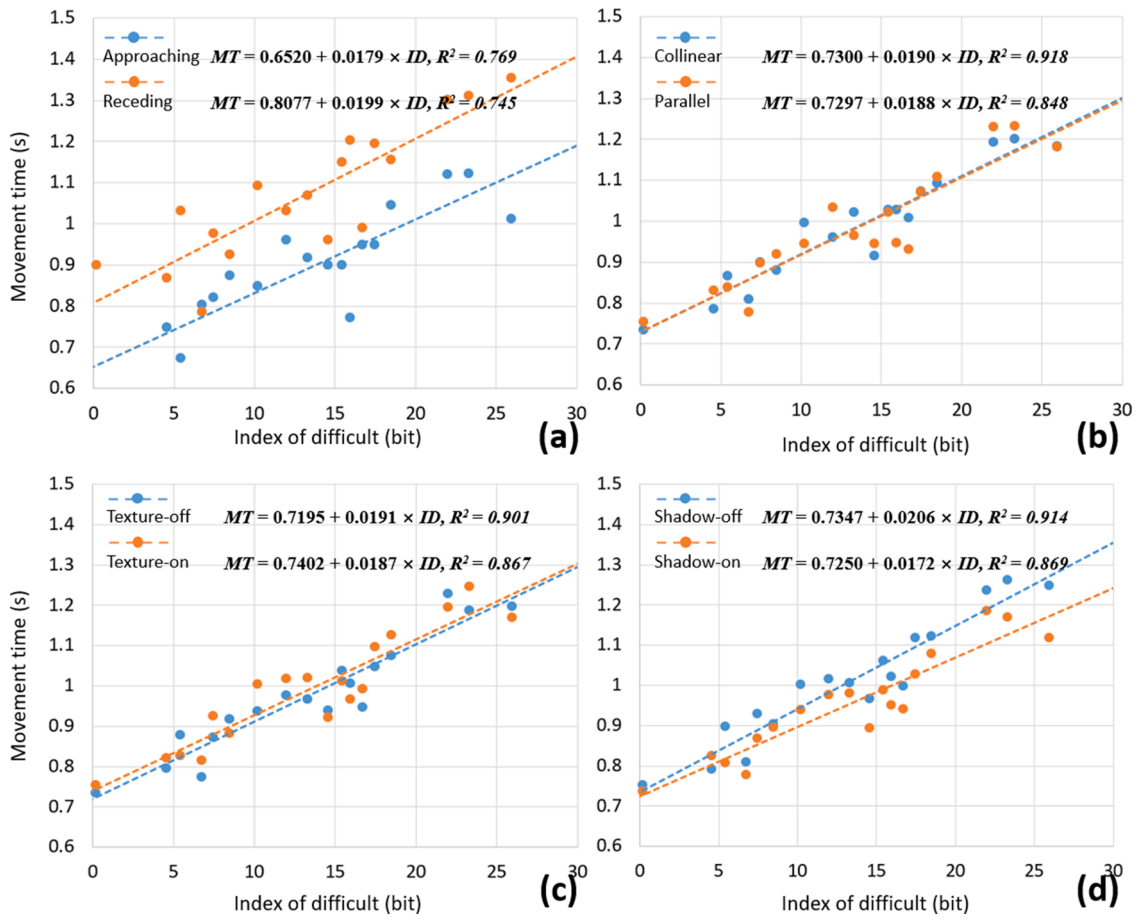 1.5
1.4
1.3
1.2
1.1
1
0.9
0.8
0.7
0.6
Movement time (s)
Approaching MT = 0.6520 + 0.0179 × ID, R² = 0.769
Receding MT = 0.8077 + 0.0199 × ID, R² = 0.745
0 5 10 15 20 25 30
Index of difficult (bit)
(a)
1.5
1.4
1.3
1.2
1.1
1
0.9
0.8
0.7
0.6
Collinear MT = 0.7300 + 0.0190 × ID, R² = 0.918
Parallel MT = 0.7297 + 0.0188 × ID, R² = 0.848
0 5 10 15 20 25 30
Index of difficult (bit)
(b)
1.5
1.4
1.3
1.2
1.1
1
0.9
0.8
0.7
0.6
Movement time (s)
Texture-off MT = 0.7195 + 0.0191 × ID, R² = 0.901
Texture-on MT = 0.7402 + 0.0187 × ID, R² = 0.867
0 5 10 15 20 25 30
Index of difficult (bit)
(c)
1.5
1.4
1.3
1.2
1.1
1
0.9
0.8
0.7
0.6
Shadow-off MT = 0.7347 + 0.0206 × ID, R² = 0.914
Shadow-on MT = 0.7250 + 0.0172 × ID, R² = 0.869
0 5 10 15 20 25 30
Index of difficult (bit)
(d)